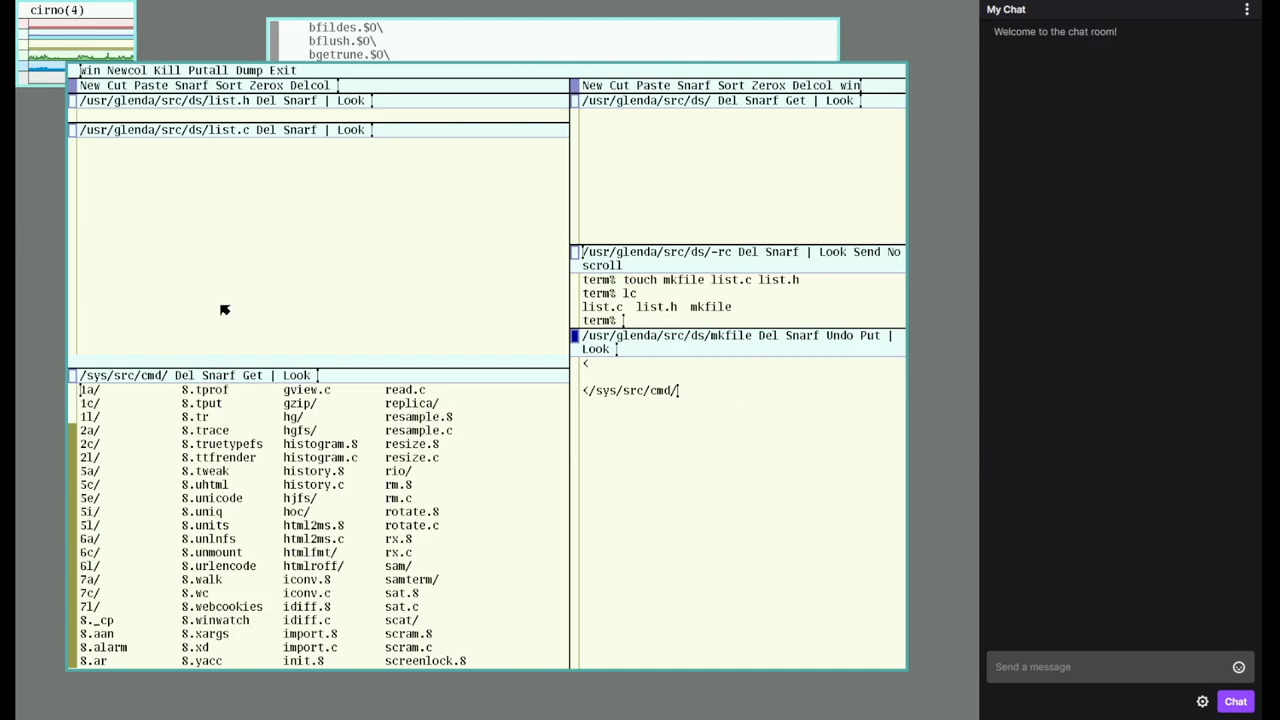 cirno(4)
bfildes.$O\
bflush.$O\
bgetrune.$O\
win Newcol Kill Putall Dump Exit
New Cut Paste Snarf Sort Zerox Delcol
/usr/glenda/src/ds/list.h Del Snarf | Look
/usr/glenda/src/ds/list.c Del Snarf | Look
/sys/src/cmd/ Del Snarf Get | Look
1a/ 8.tprof gview.c read.c
1c/ 8.tput gzip/ replica/
1l/ 8.tr hg/ resample.8
2a/ 8.trace hgfs/ resample.c
2c/ 8.truetypefs histogram.8 resize.8
2l/ 8.ttfrender histogram.c resize.c
5a/ 8.tweak history.8 rio/
5c/ 8.uhtml history.c rm.8
5e/ 8.unicode hjfs/ rm.c
5i/ 8.uniq hoc/ rotate.8
5l/ 8.units html2ms.8 rotate.c
6a/ 8.unlnfs html2ms.c rx.8
6c/ 8.unmount htmlfmt/ rx.c
6l/ 8.urlencode htmlroff/ sam/
7a/ 8.walk iconv.8 samterm/
7c/ 8.wc iconv.c sat.8
7l/ 8.webcookies idiff.8 sat.c
8._cp 8.winwatch idiff.c scat/
8.aan 8.xargs import.8 scram.8
8.alarm 8.xd import.c scram.c
8.ar 8.yacc init.8 screenlock.8
New Cut Paste Snarf Sort Zerox Delcol win
/usr/glenda/src/ds/ Del Snarf Get | Look
/usr/glenda/src/ds/-rc Del Snarf | Look Send No
scroll
term% touch mkfile list.c list.h
term% lc
list.c list.h mkfile
term%
/usr/glenda/src/ds/mkfile Del Snarf Undo Put |
Look
<
</sys/src/cmd/
My Chat
Welcome to the chat room!
Send a message
Chat